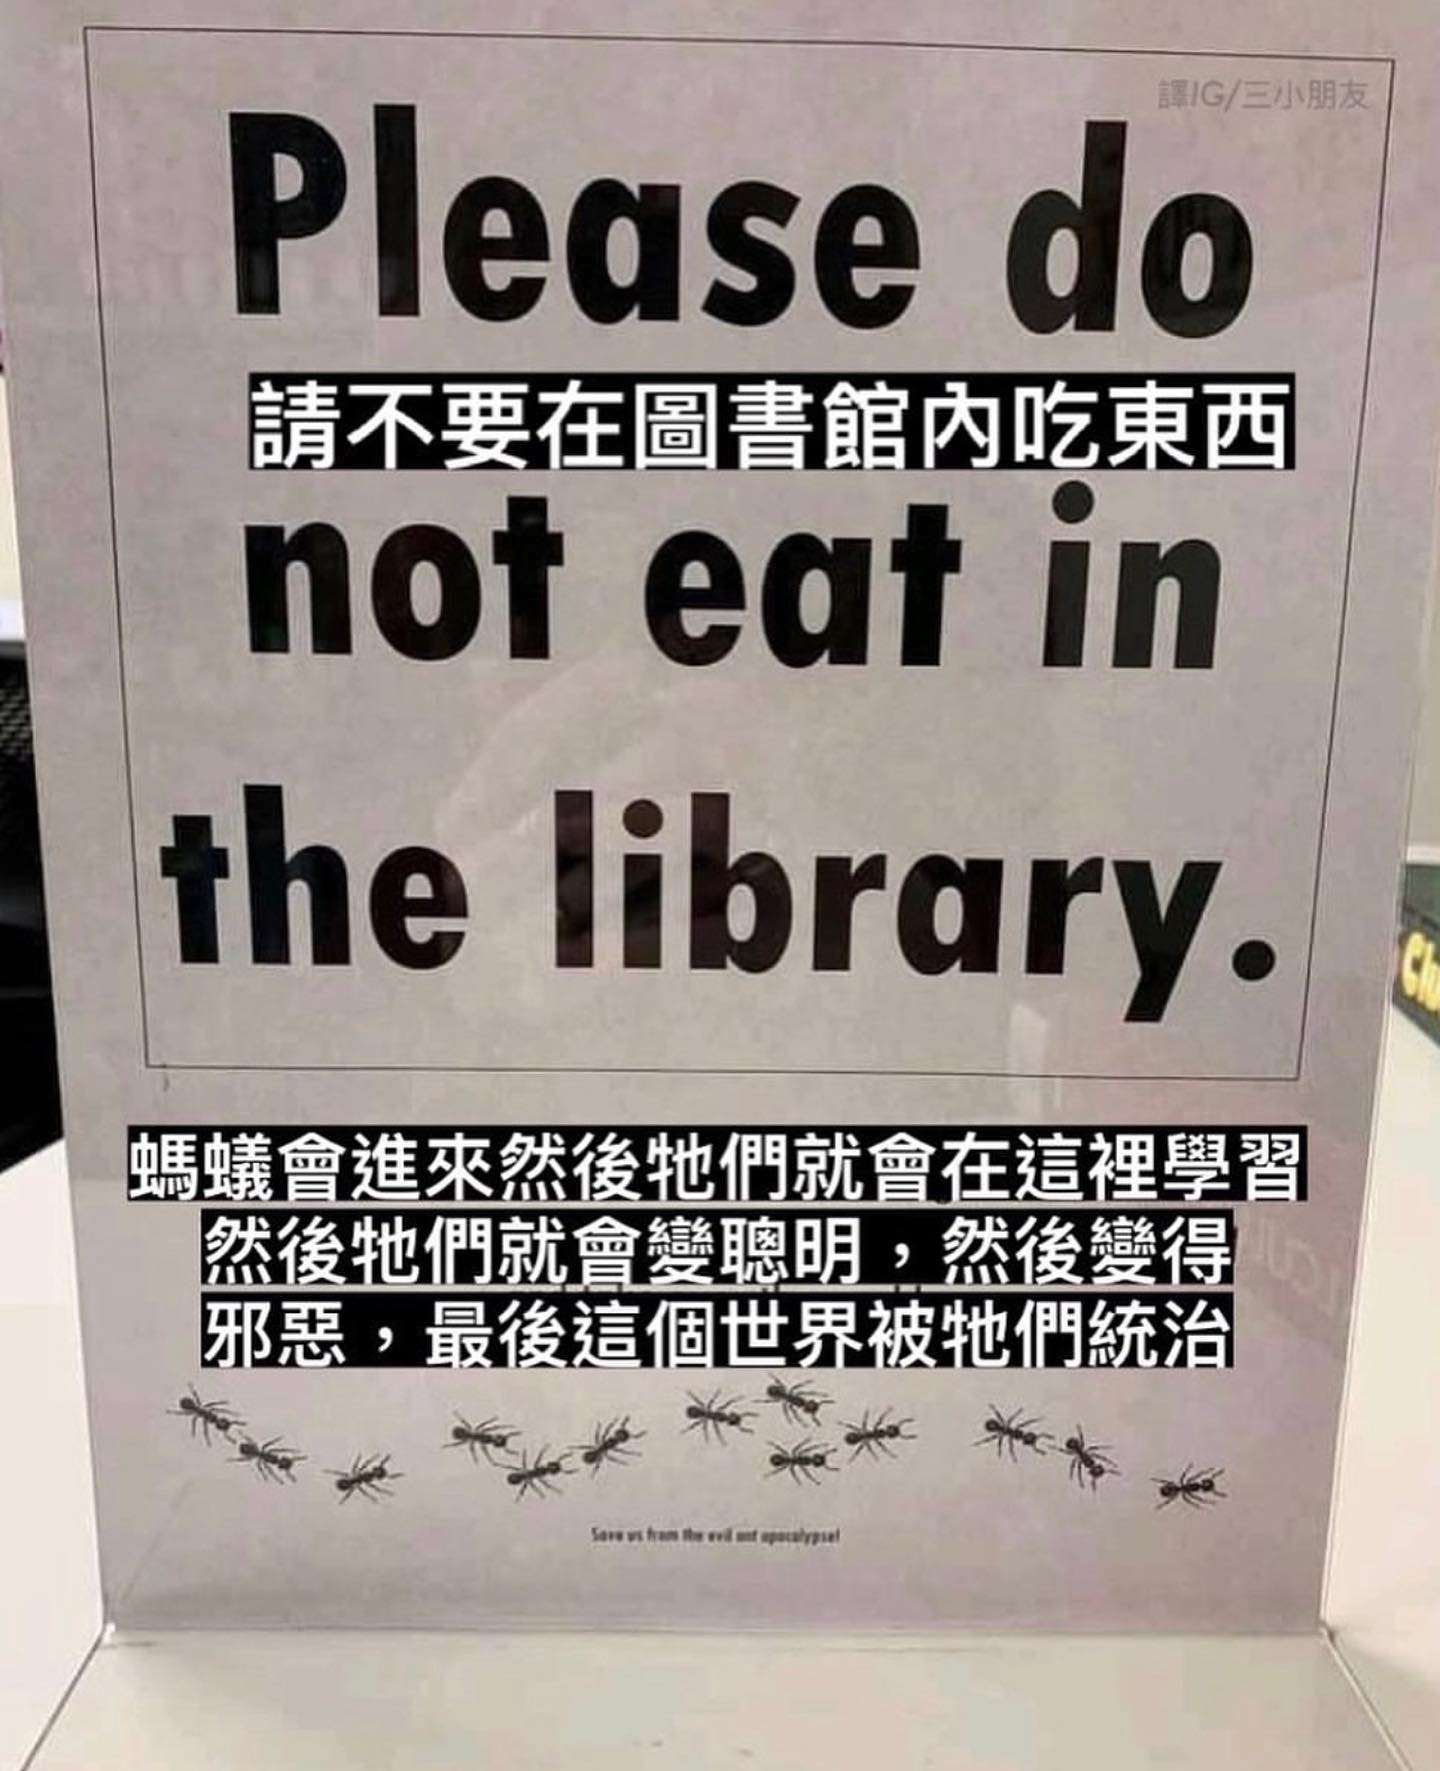 譯IG/三小朋友
Please do
請不要在圖書館內吃東西
not eat in
the library.
螞蟻會進來然後牠們就會在這裡學習
然後牠們就會變聰明，然後變得
邪惡，最後這個世界被牠們統治
Save us from the evil ant apocalypse!